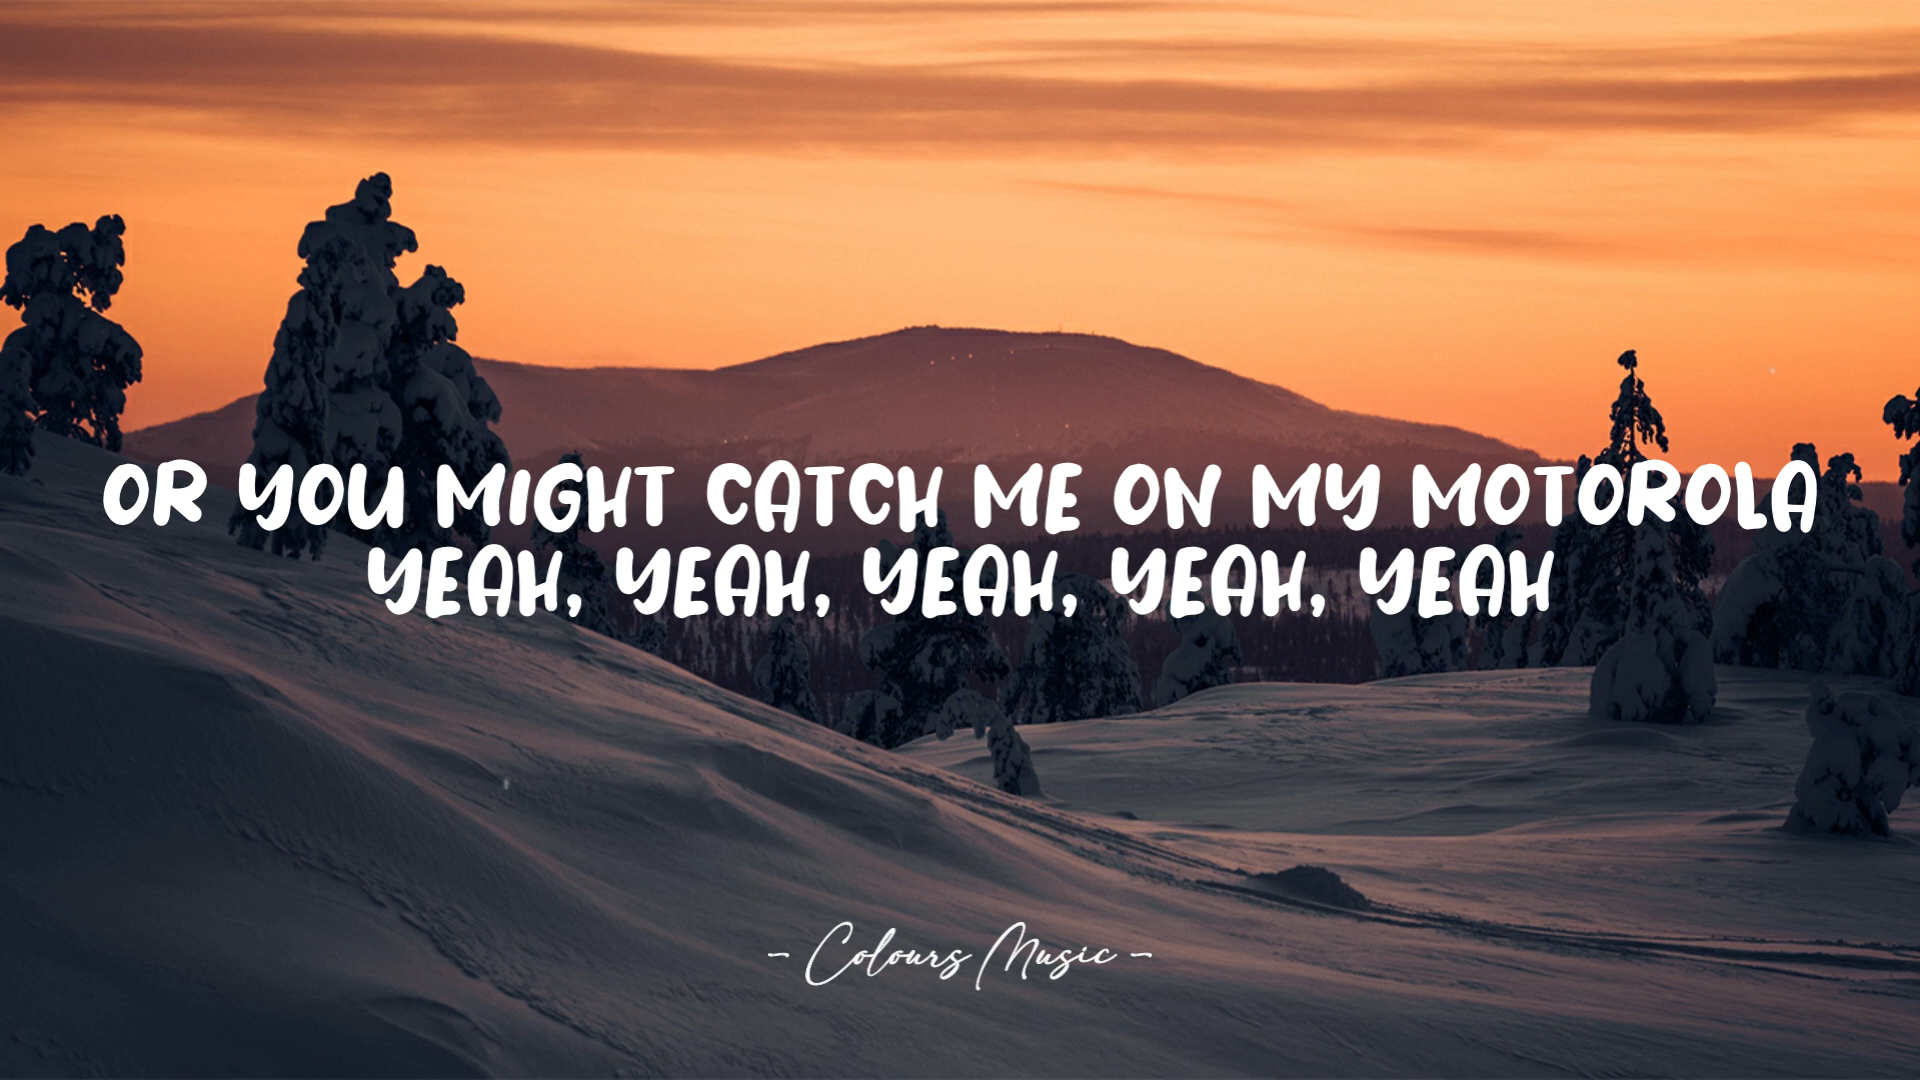 OR YOU MIGHT CATCH ME ON MY MOTOROLA
YEAH, YEAH, YEAH, YEAH, YEAH
- Colours Music -